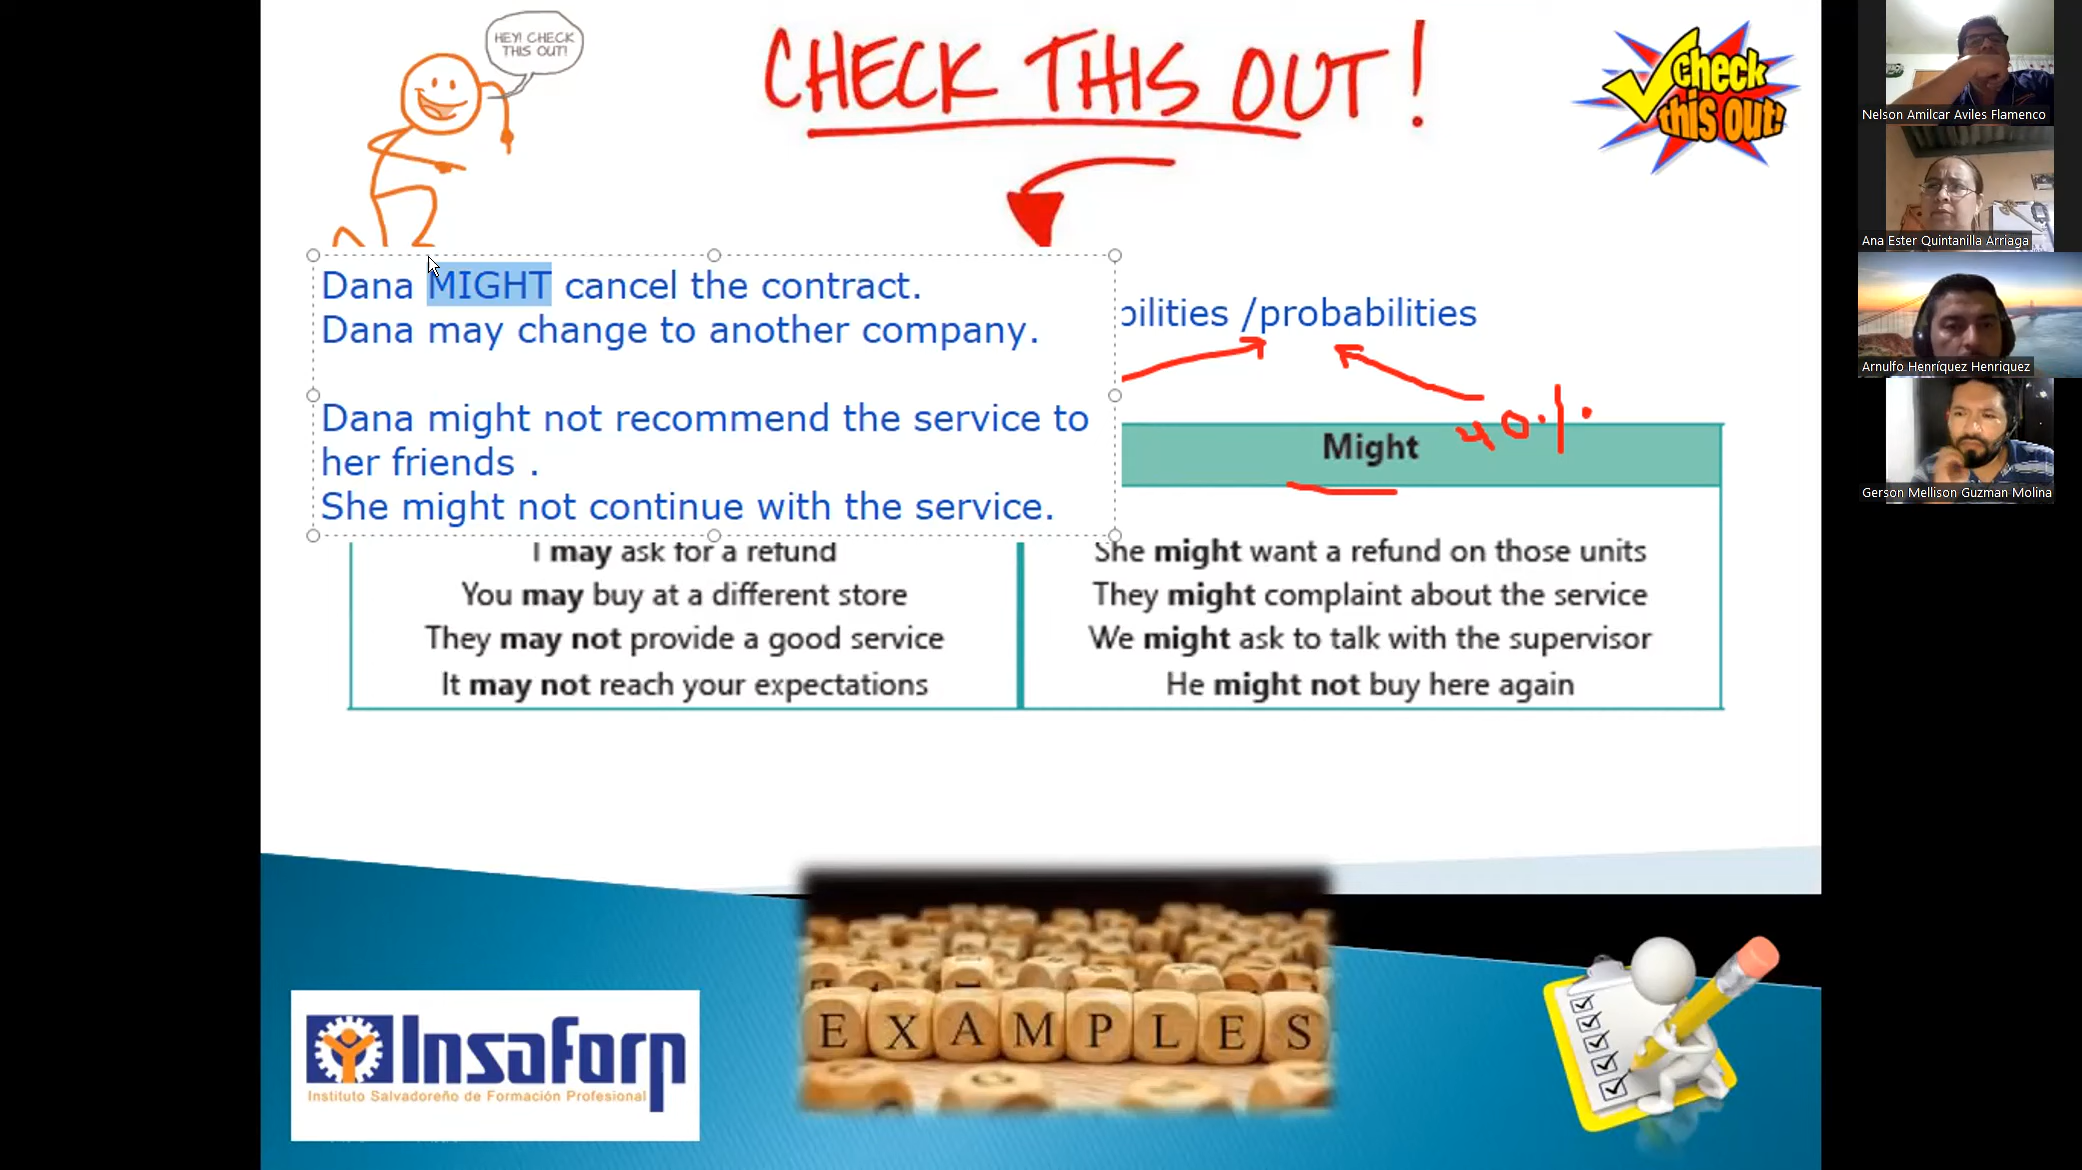 HEY! CHECK
THIS OUT!
CHECK THIS OUT!
check
this out!
Dana MIGHT cancel the contract.
Dana may change to another company.
Dana might not recommend the service to
her friends .
She might not continue with the service.
bilities /probabilities
40%
Might
I may ask for a refund
You may buy at a different store
They may not provide a good service
It may not reach your expectations
She might want a refund on those units
They might complaint about the service
We might ask to talk with the supervisor
He might not buy here again
EXAMPLES
Insaforp
Instituto Salvadoreño de Formación Profesional
Nelson Amilcar Aviles Flamenco
Ana Ester Quintanilla Arriaga
Arnulfo Henríquez Henriquez
Gerson Mellison Guzman Molina